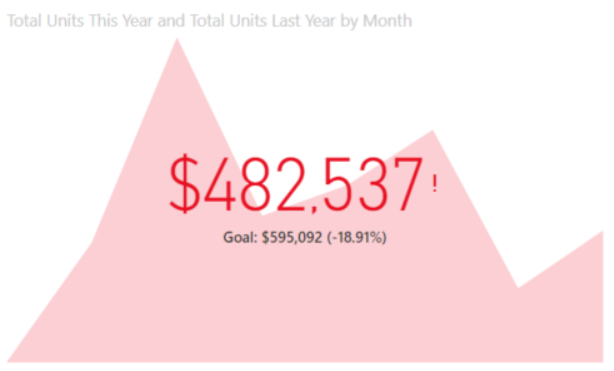 Total Units This Year and Total Units Last Year by Month
$482,537!
Goal: $595,092 (-18.91%)